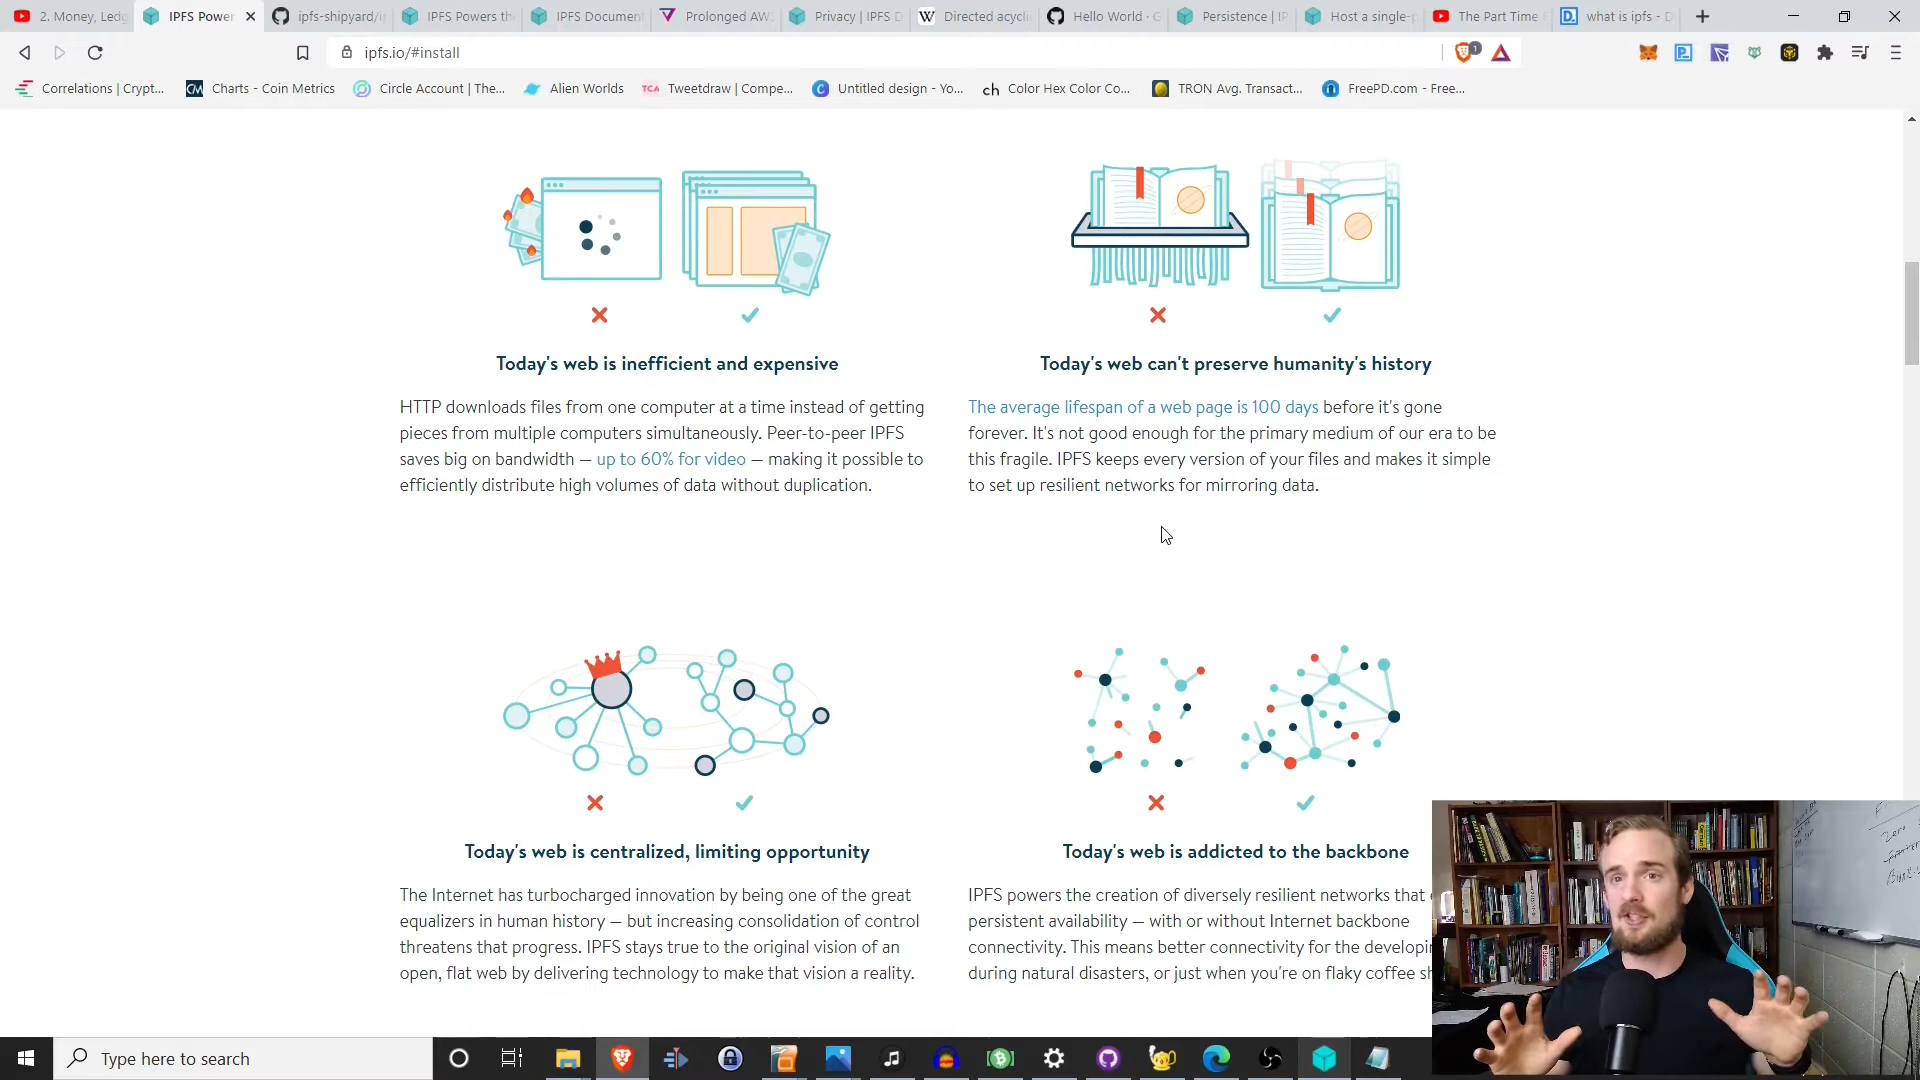 2. Money, Ledg
IPFS Power
ipfs-shipyard/i
IPFS Powers th
IPFS Document
Prolonged AWS
Privacy | IPFS D
Directed acycli
Hello World · G
Persistence | IP
Host a single-p
The Part Time
what is ipfs - D
ipfs.io/#install
1
Correlations | Crypt...
CM
Charts - Coin Metrics
Circle Account | The...
Alien Worlds
TCA
Tweetdraw | Compe...
Untitled design - Yo...
ch
Color Hex Color Co...
TRON Avg. Transact...
FreePD.com - Free...
Today's web is inefficient and expensive
HTTP downloads files from one computer at a time instead of getting
pieces from multiple computers simultaneously. Peer-to-peer IPFS
saves big on bandwidth — up to 60% for video — making it possible to
efficiently distribute high volumes of data without duplication.
Today's web can't preserve humanity's history
The average lifespan of a web page is 100 days before it's gone
forever. It's not good enough for the primary medium of our era to be
this fragile. IPFS keeps every version of your files and makes it simple
to set up resilient networks for mirroring data.
Today's web is centralized, limiting opportunity
The Internet has turbocharged innovation by being one of the great
equalizers in human history — but increasing consolidation of control
threatens that progress. IPFS stays true to the original vision of an
open, flat web by delivering technology to make that vision a reality.
Today's web is addicted to the backbone
IPFS powers the creation of diversely resilient networks that
persistent availability — with or without Internet backbone
connectivity. This means better connectivity for the developi
during natural disasters, or just when you're on flaky coffee sh
Type here to search